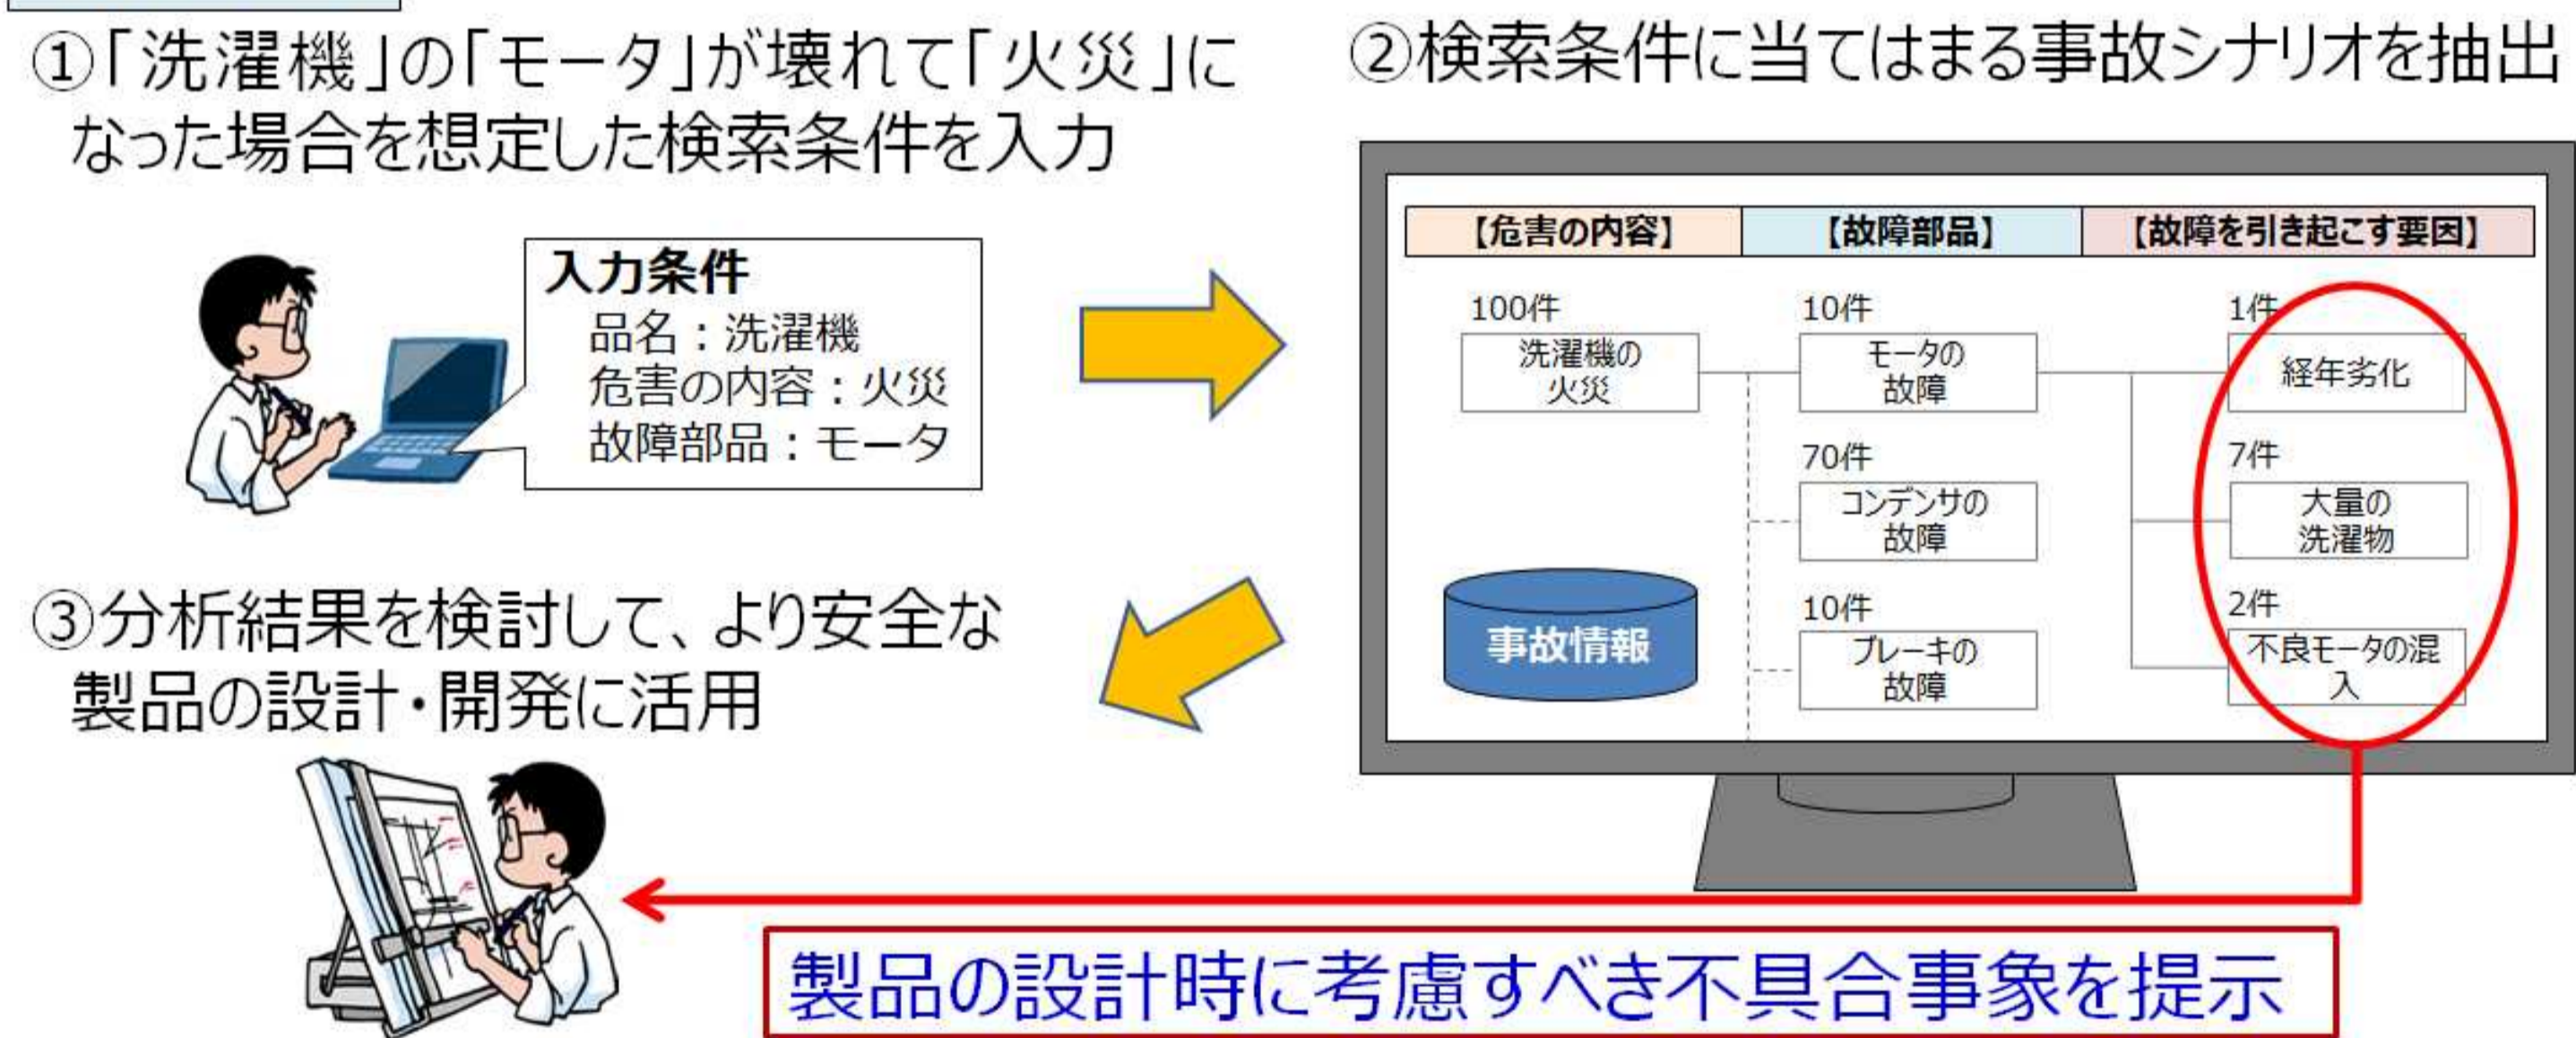 ①「洗濯機」の「モータ」が壊れて「火災」に
なった場合を想定した検索条件を入力
入力条件
品名：洗濯機
危害の内容：火災
故障部品：モータ
②検索条件に当てはまる事故シナリオを抽出
【危害の内容】
【故障部品】
【故障を引き起こす要因】
100件
洗濯機の
火災
10件
モータの
故障
1件
経年劣化
70件
コンデンサの
故障
7件
大量の
洗濯物
10件
ブレーキの
故障
2件
不良モータの混
入
事故情報
③分析結果を検討して、より安全な
製品の設計・開発に活用
製品の設計時に考慮すべき不具合事象を提示